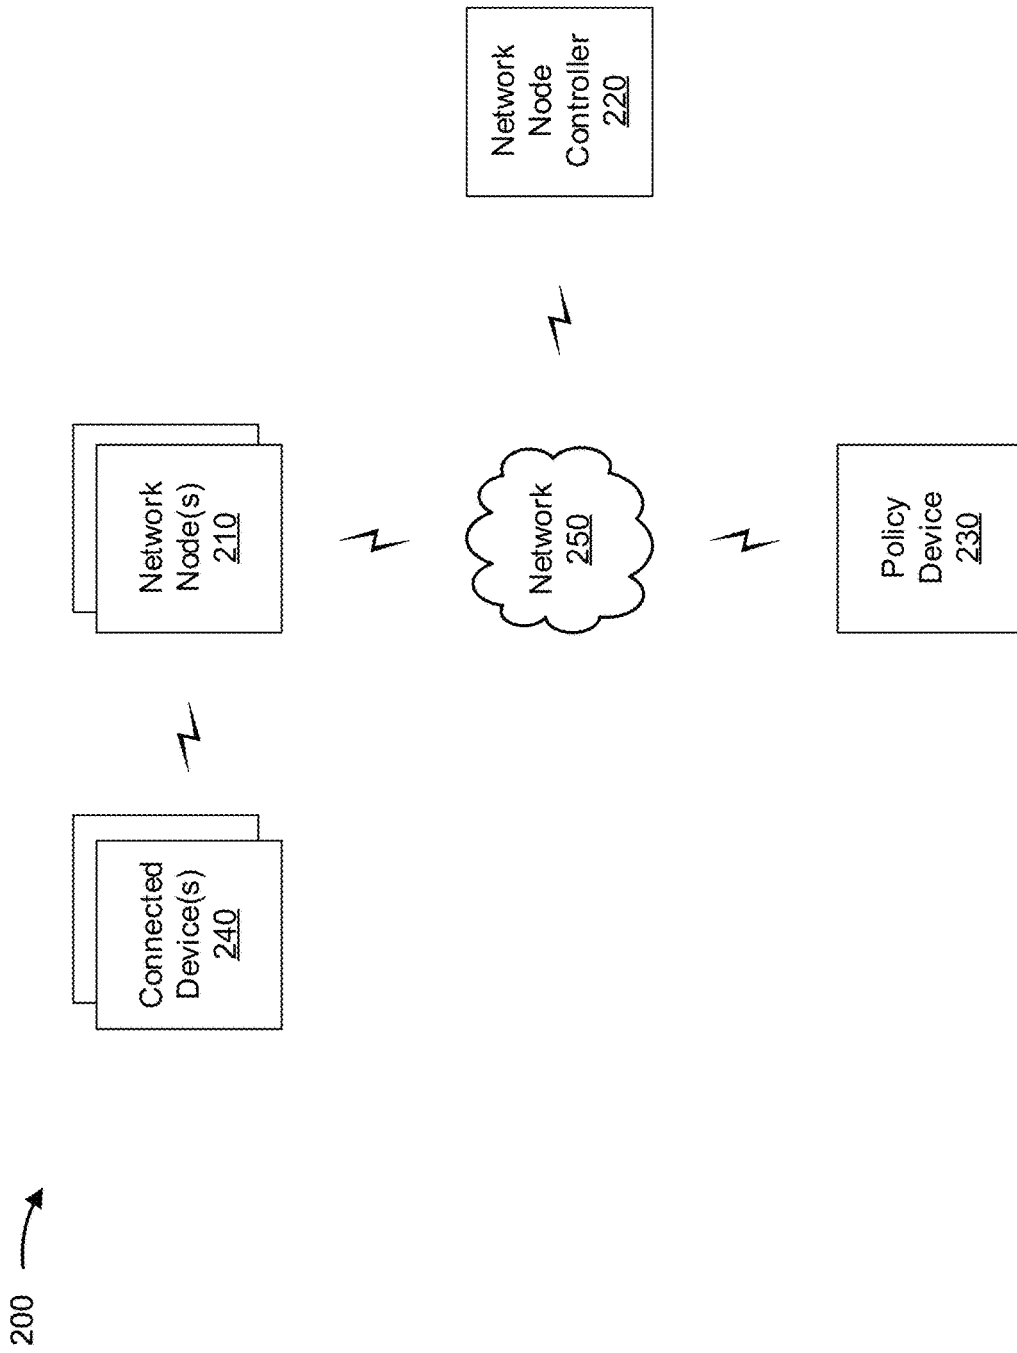 200
Connected
Device(s)
240
Network
Node(s)
210
Network
250
Network
Node
Controller
220
Policy
Device
230